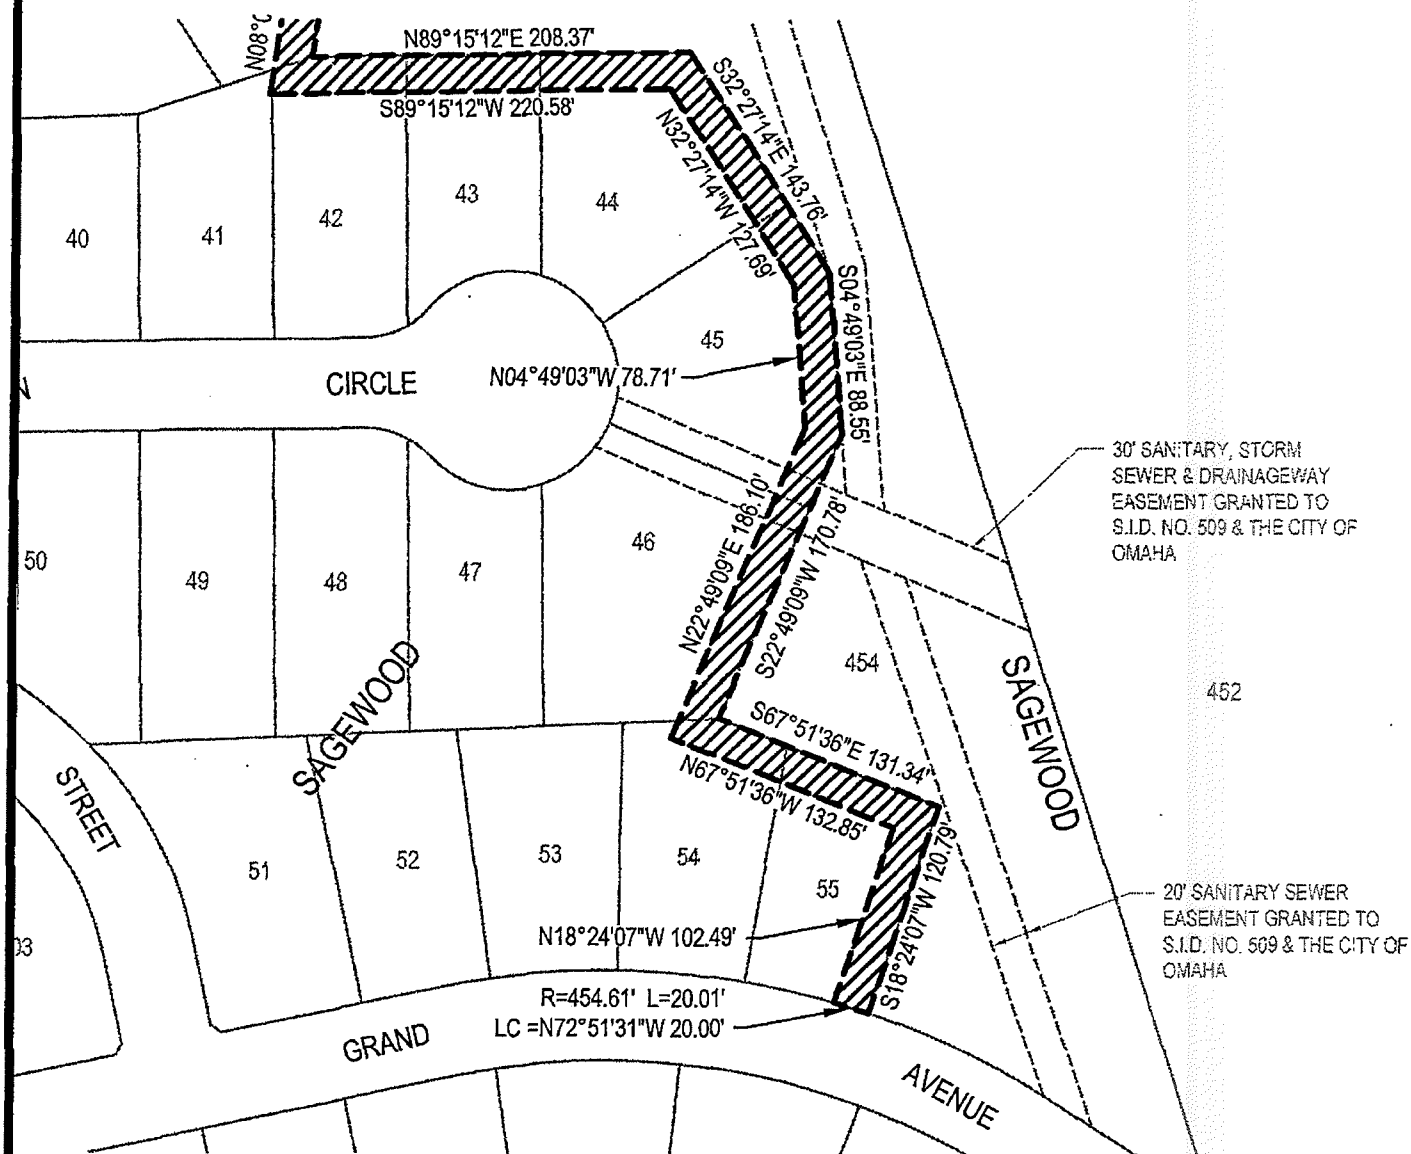 N89°15'12"E 208.37'
S89°15'12"W 220.58'
S32°27'14"E 143.76'
N32°27'14"W 127.69'
40
41
42
43
44
45
S04°49'03"E 88.55'
CIRCLE
N04°49'03"W 78.71'
30' SANITARY, STORM
SEWER & DRAINAGEWAY
EASEMENT GRANTED TO
S.I.D. NO. 509 & THE CITY OF
OMAHA
50
49
48
47
46
N22°49'09"E 186.10'
S22°49'09"W 170.78'
454
452
SAGEWOOD
SAGEWOOD
S67°51'36"E 131.34'
N67°51'36"W 132.85'
STREET
51
52
53
54
55
S18°24'07"W 120.79'
20' SANITARY SEWER
EASEMENT GRANTED TO
S.I.D. NO. 509 & THE CITY OF
OMAHA
N18°24'07"W 102.49'
R=454.61' L=20.01'
LC =N72°51'31"W 20.00'
GRAND
AVENUE